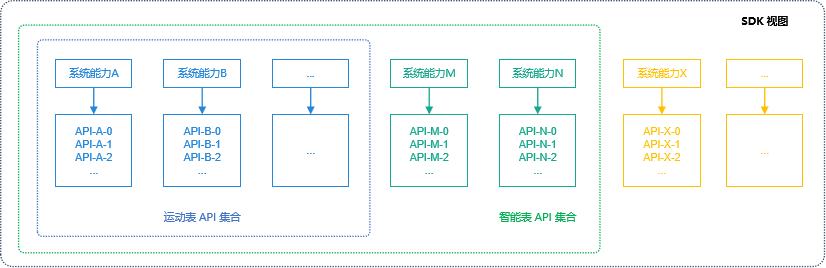 SDK 视图
系统能力A
系统能力B
...
系统能力M
系统能力N
系统能力X
...
API-A-0
API-A-1
API-A-2
...
API-B-0
API-B-1
API-B-2
...
...
API-M-0
API-M-1
API-M-2
...
API-N-0
API-N-1
API-N-2
...
API-X-0
API-X-1
API-X-2
...
...
运动表 API 集合
智能表 API 集合